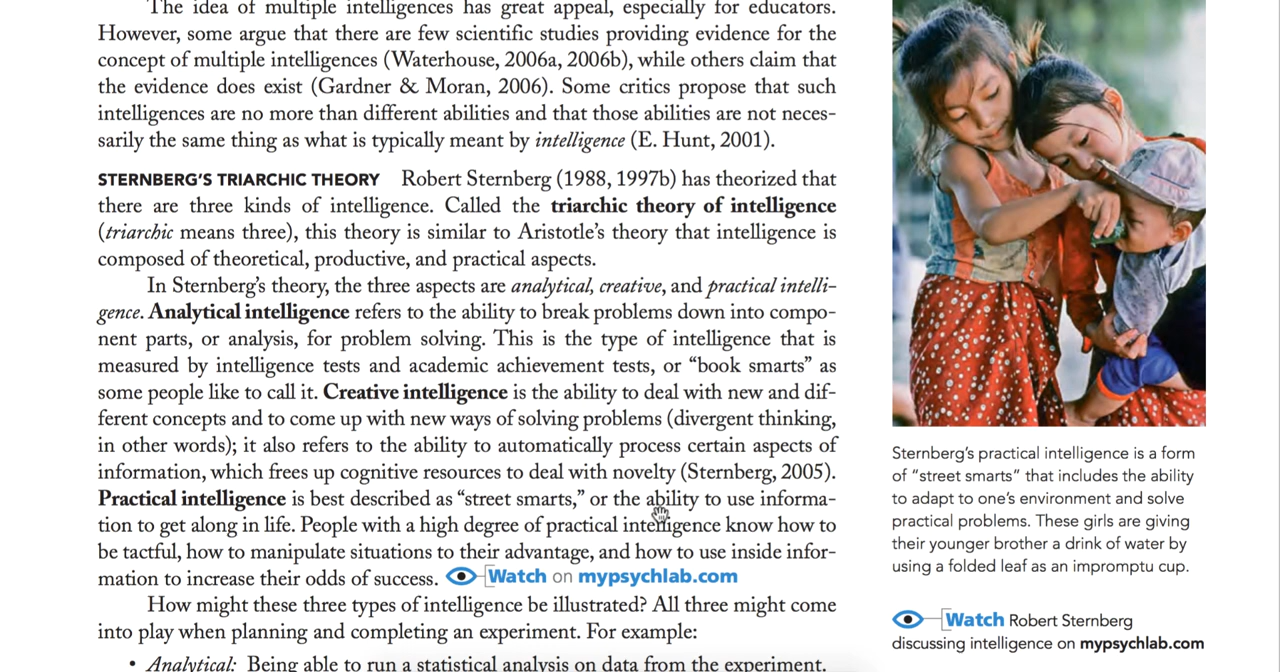 The idea of multiple intelligences has great appeal, especially for educators.
However, some argue that there are few scientific studies providing evidence for the
concept of multiple intelligences (Waterhouse, 2006a, 2006b), while others claim that
the evidence does exist (Gardner & Moran, 2006). Some critics propose that such
intelligences are no more than different abilities and that those abilities are not neces-
sarily the same thing as what is typically meant by intelligence (E. Hunt, 2001).
STERNBERG'S TRIARCHIC THEORY Robert Sternberg (1988, 1997b) has theorized that
there are three kinds of intelligence. Called the triarchic theory of intelligence
(triarchic means three), this theory is similar to Aristotle's theory that intelligence is
composed of theoretical, productive, and practical aspects.
In Sternberg's theory, the three aspects are analytical, creative, and practical intelli-
gence. Analytical intelligence refers to the ability to break problems down into compo-
nent parts, or analysis, for problem solving. This is the type of intelligence that is
measured by intelligence tests and academic achievement tests, or “book smarts” as
some people like to call it. Creative intelligence is the ability to deal with new and dif-
ferent concepts and to come up with new ways of solving problems (divergent thinking,
in other words); it also refers to the ability to automatically process certain aspects of
information, which frees up cognitive resources to deal with novelty (Sternberg, 2005).
Practical intelligence is best described as “street smarts,” or the ability to use informa-
tion to get along in life. People with a high degree of practical intelligence know how to
be tactful, how to manipulate situations to their advantage, and how to use inside infor-
mation to increase their odds of success. Watch on mypsychlab.com
How might these three types of intelligence be illustrated? All three might come
into play when planning and completing an experiment. For example:
• Analytical: Being able to run a statistical analysis on data from the experiment.
Sternberg's practical intelligence is a form
of “street smarts” that includes the ability
to adapt to one's environment and solve
practical problems. These girls are giving
their younger brother a drink of water by
using a folded leaf as an impromptu cup.
Watch Robert Sternberg
discussing intelligence on mypsychlab.com